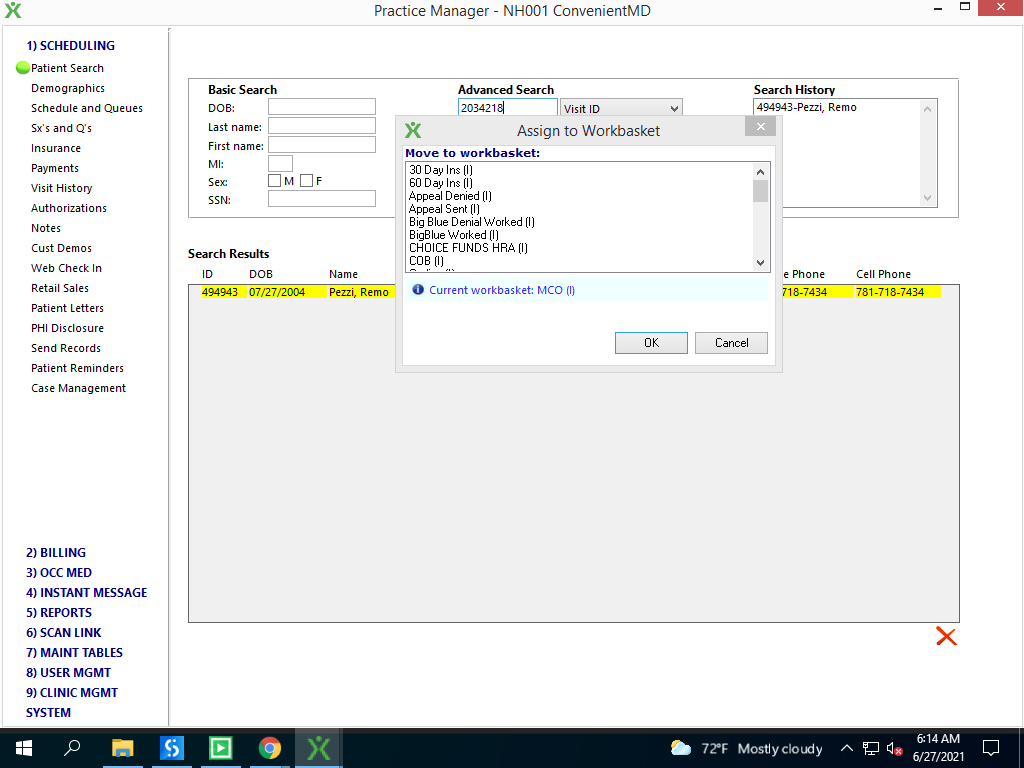 Practice Manager - NH001 ConvenientMD
1) SCHEDULING
Patient Search
Demographics
Schedule and Queues
Sx's and Q's
Insurance
Payments
Visit History
Authorizations
Notes
Cust Demos
Web Check In
Retail Sales
Patient Letters
PHI Disclosure
Send Records
Patient Reminders
Case Management
2) BILLING
3) OCC MED
4) INSTANT MESSAGE
5) REPORTS
6) SCAN LINK
7) MAINT TABLES
8) USER MGMT
9) CLINIC MGMT
SYSTEM
Basic Search
DOB:
Last name:
First name:
MI:
Sex: M F
SSN:
Advanced Search
2034218 Visit ID
Search History
494943-Pezzi, Remo
Assign to Workbasket
Move to workbasket:
30 Day Ins (I)
60 Day Ins (I)
Appeal Denied (I)
Appeal Sent (I)
Big Blue Denial Worked (I)
BigBlue Worked (I)
CHOICE FUNDS HRA (I)
COB (I)
Current workbasket: MCO (I)
OK Cancel
Search Results
ID DOB Name e Phone Cell Phone
494943 07/27/2004 Pezzi, Remo 718-7434 781-718-7434
72°F Mostly cloudy
6:14 AM
6/27/2021